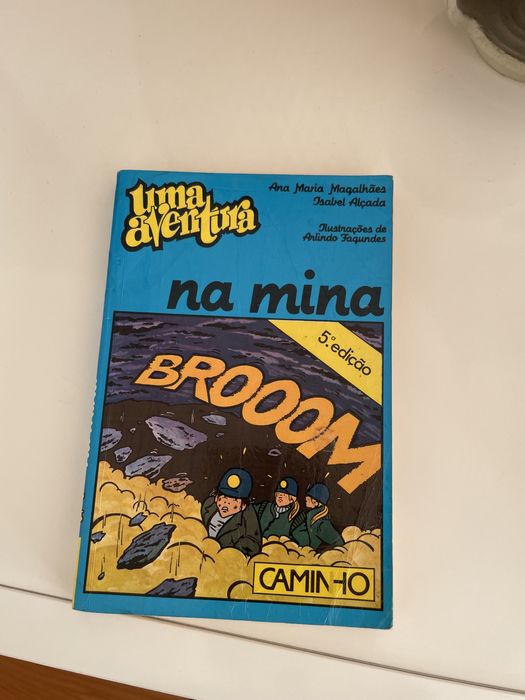 uma
aventura
Ana Maria Magalhães
Isabel Alçada
Ilustrações de
Arlindo Fagundes
na mina
5.ª edição
BROOOM
CAMINHO